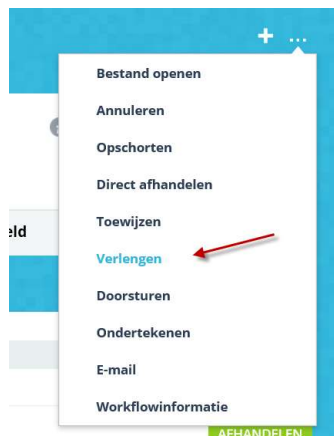 + ...
Bestand openen
Annuleren
Opschorten
Direct afhandelen
Toewijzen
eld
Verlengen
Doorsturen
Ondertekenen
E-mail
Workflowinformatie
AFHANDELEN